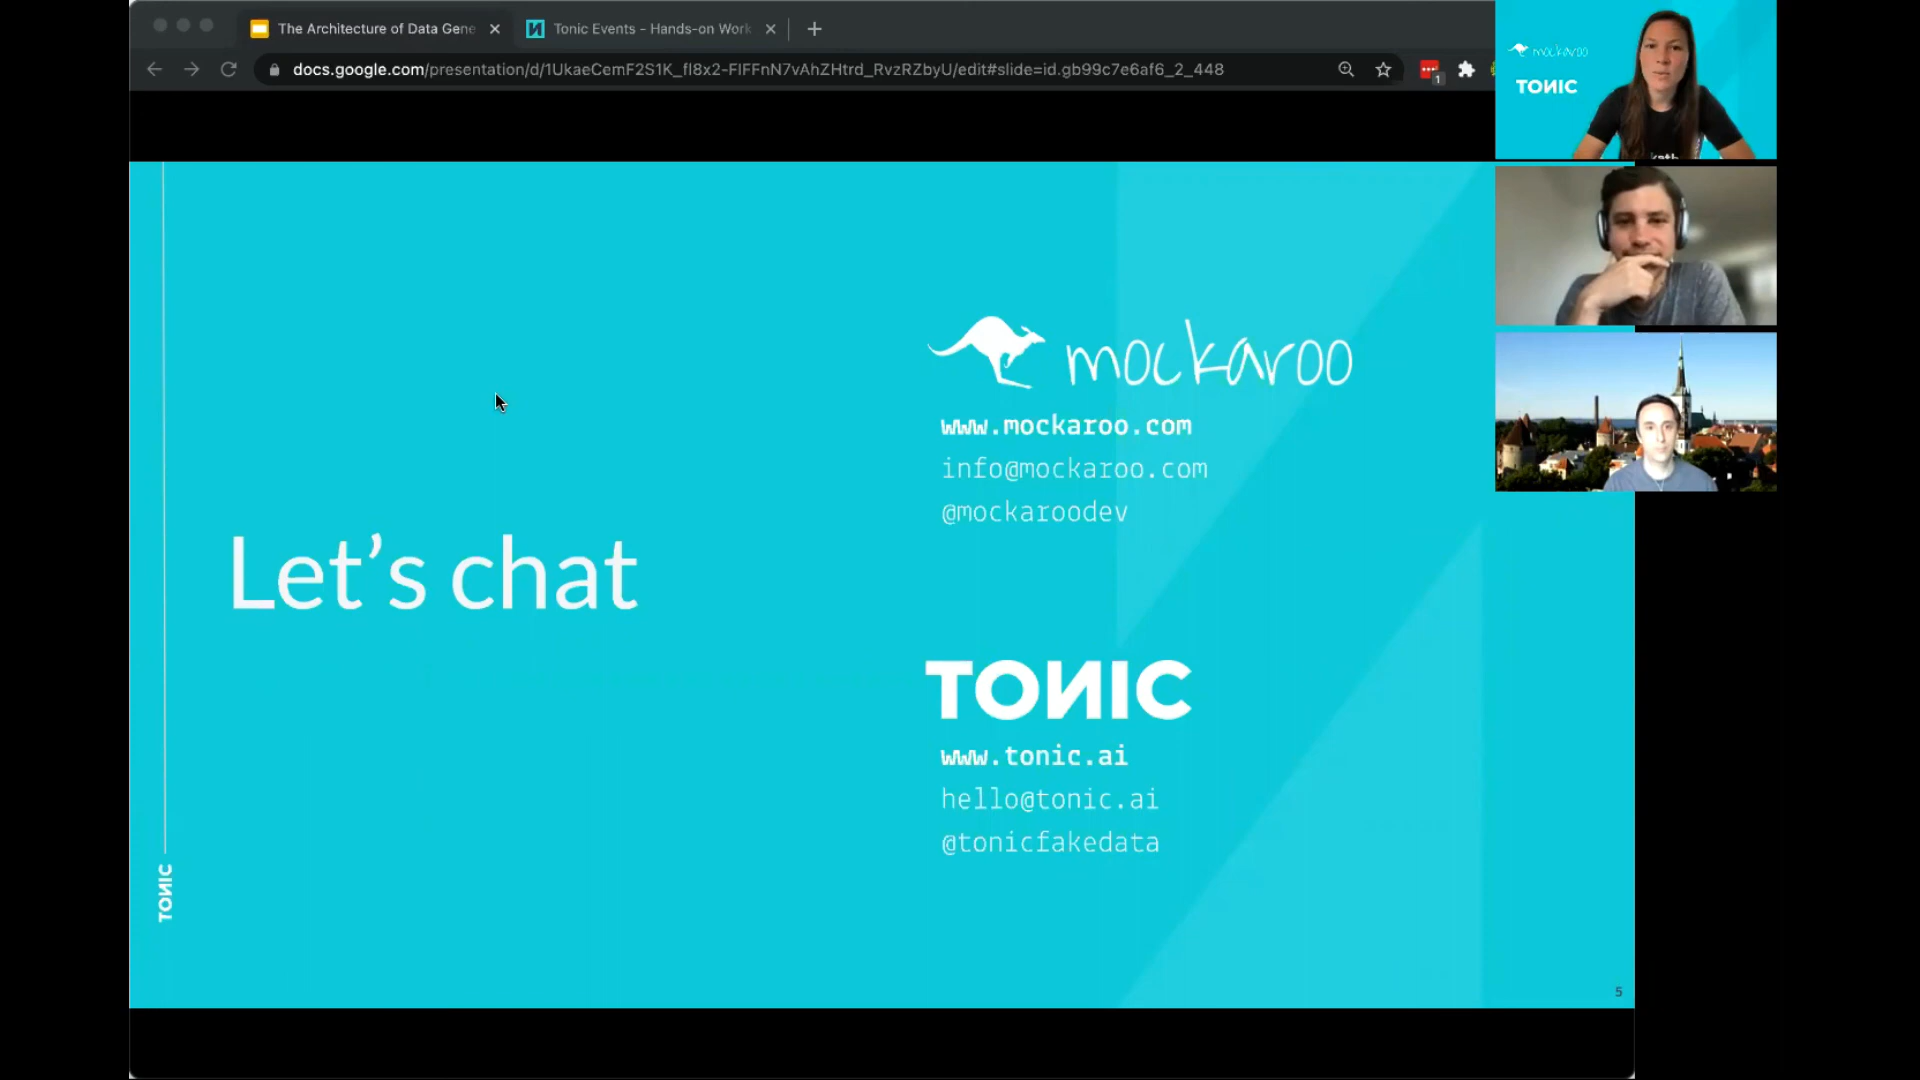 The Architecture of Data Gene
Tonic Events - Hands-on Work
docs.google.com/presentation/d/1UkaeCemF2S1K_fl8x2-FIFFnN7vAhZHtrd_RvzRZbyU/edit#slide=id.gb99c7e6af6_2_448
1
mockaroo
TONIC
mockaroo
www.mockaroo.com
info@mockaroo.com
@mockaroodev
Let's chat
TONIC
www.tonic.ai
hello@tonic.ai
@tonicfakedata
TONIC
5